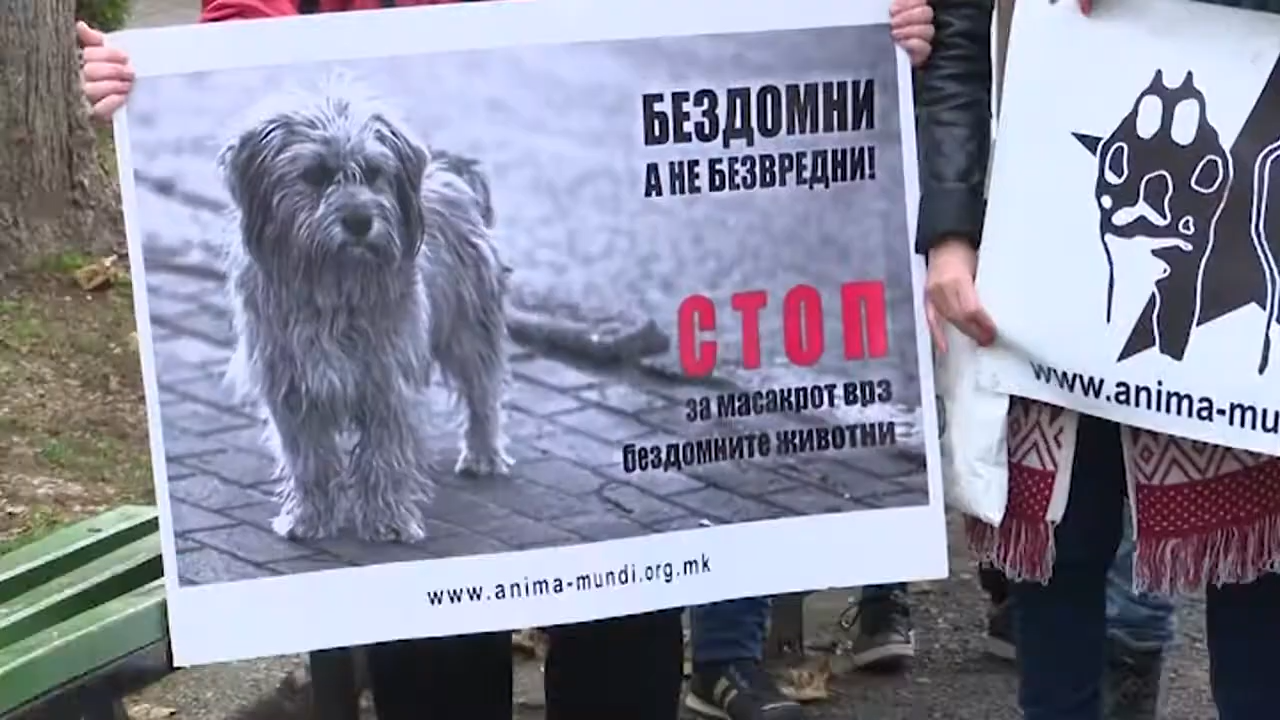 БЕЗДОМНИ
А НЕ БЕЗВРЕДНИ!
СТОП
за масакрот врз
бездомните животни
www.anima-mundi.org.mk
www.anima-mu